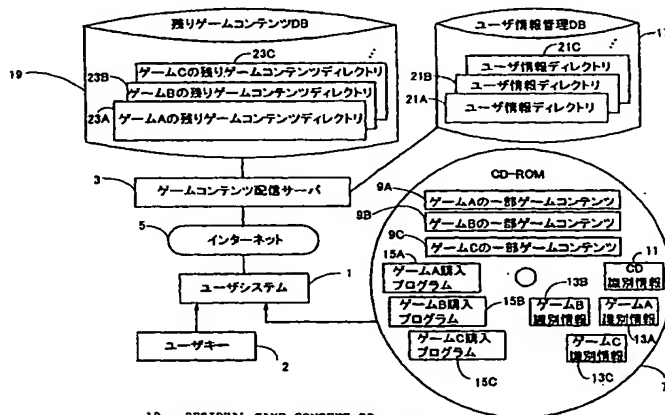 残りゲームコンテンツDB
ユーザ情報管理DB
17
19
23C
23B
23A
ゲームCの残りゲームコンテンツディレクトリ
ゲームBの残りゲームコンテンツディレクトリ
ゲームAの残りゲームコンテンツディレクトリ
21C
21B
21A
ユーザ情報ディレクトリ
ユーザ情報ディレクトリ
ユーザ情報ディレクトリ
3
ゲームコンテンツ配信サーバ
5
インターネット
1
ユーザシステム
ユーザキー
2
CD-ROM
9A
ゲームAの一部ゲームコンテンツ
9B
ゲームBの一部ゲームコンテンツ
9C
ゲームCの一部ゲームコンテンツ
15A
ゲームA購入
プログラム
15B
ゲームB購入
プログラム
ゲームC購入
プログラム
15C
11
CD
識別情報
13B
ゲームB
識別情報
ゲームA
識別情報
13A
ゲームC
識別情報
13C
7
19...RESIDUAL GAME CONTENT DB